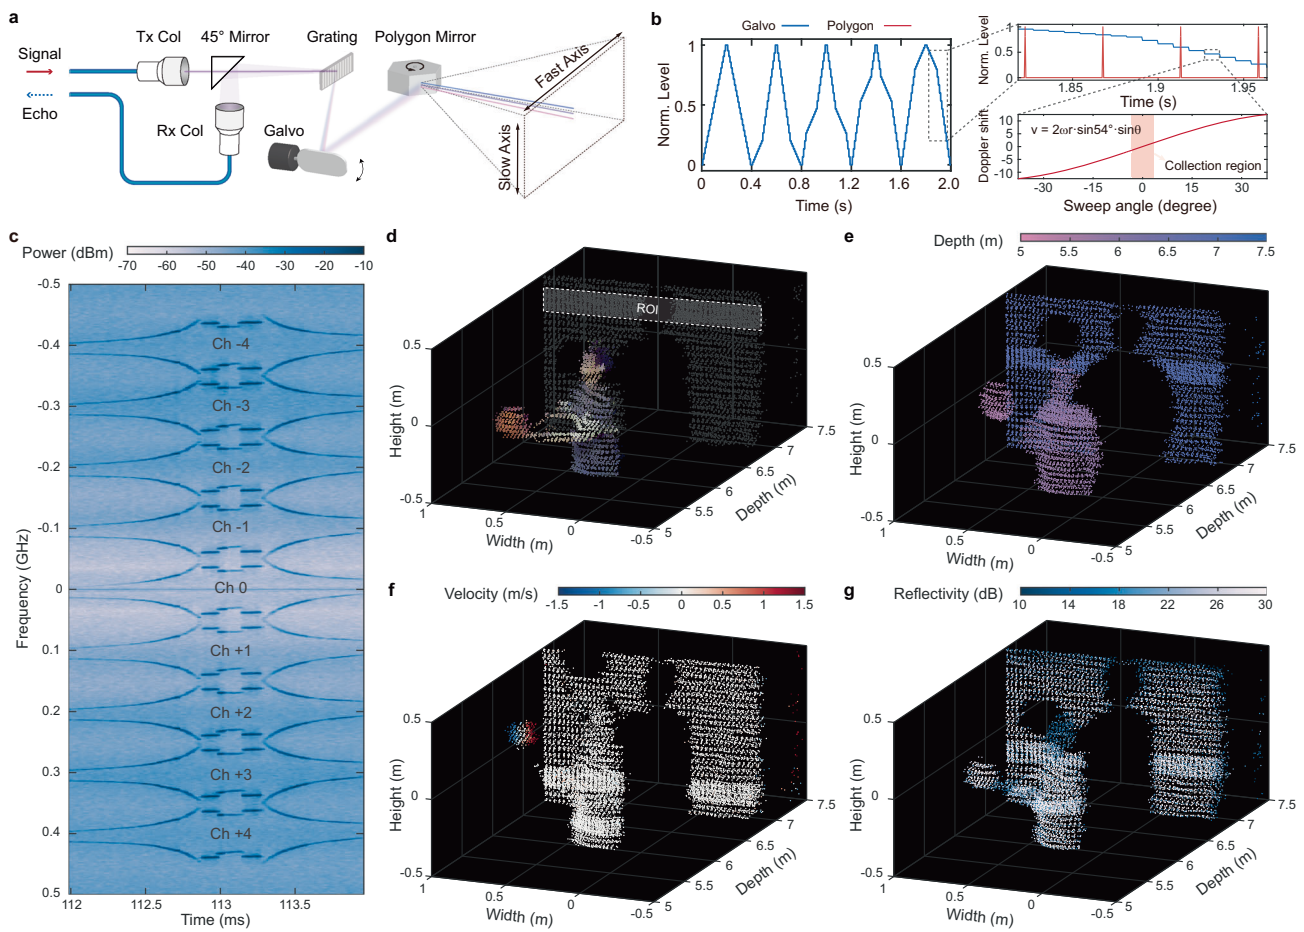 a
Tx Col
45° Mirror
Grating
Polygon Mirror
Signal
Echo
Rx Col
Galvo
Fast Axis
Slow Axis
b
Galvo
Polygon
Norm. Level
1
0.5
0
0 0.4 0.8 1.2 1.6 2.0
Time (s)
Norm. Level
1
0
1.85 1.9 1.95
Time (s)
Doppler shift
10
5
0
-5
-10
v = 2ωr·sin54°·sinθ
Collection region
-30 -15 0 15 30
Sweep angle (degree)
c
Power (dBm)
-70 -60 -50 -40 -30 -20 -10
Frequency (GHz)
-0.5
-0.4
-0.3
-0.2
-0.1
0
0.1
0.2
0.3
0.4
0.5
Ch -4
Ch -3
Ch -2
Ch -1
Ch 0
Ch +1
Ch +2
Ch +3
Ch +4
112 112.5 113 113.5
Time (ms)
d
ROI
Height (m)
0.5
0
-0.5
1 0.5 0 -0.5
Width (m)
5 5.5 6 6.5 7 7.5
Depth (m)
e
Depth (m)
5 5.5 6 6.5 7 7.5
Height (m)
0.5
0
-0.5
1 0.5 0 -0.5
Width (m)
5 5.5 6 6.5 7 7.5
Depth (m)
f
Velocity (m/s)
-1.5 -1 -0.5 0 0.5 1 1.5
Height (m)
0.5
0
-0.5
1 0.5 0 -0.5
Width (m)
5 5.5 6 6.5 7 7.5
Depth (m)
g
Reflectivity (dB)
10 14 18 22 26 30
Height (m)
0.5
0
-0.5
1 0.5 0 -0.5
Width (m)
5 5.5 6 6.5 7 7.5
Depth (m)